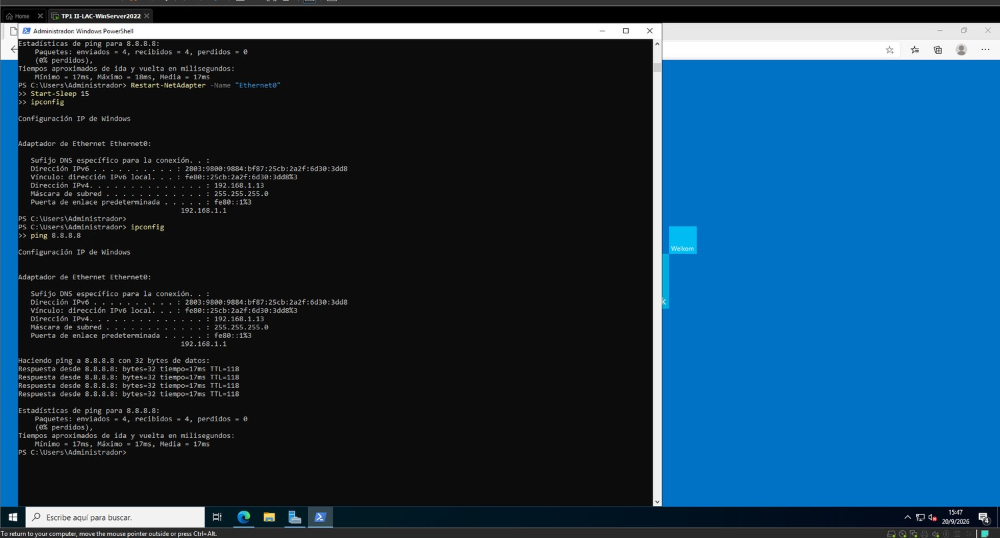 Home
TP1 II-LAC-WinServer2022
Administrador: Windows PowerShell
Estadísticas de ping para 8.8.8.8:
    Paquetes: enviados = 4, recibidos = 4, perdidos = 0
    (0% perdidos),
Tiempos aproximados de ida y vuelta en milisegundos:
    Mínimo = 17ms, Máximo = 18ms, Media = 17ms
PS C:\Users\Administrador> Restart-NetAdapter -Name "Ethernet0"
>> Start-Sleep 15
>> ipconfig
Configuración IP de Windows
Adaptador de Ethernet Ethernet0:
   Sufijo DNS específico para la conexión. . :
   Dirección IPv6 . . . . . . . . . . : 2803:9800:9884:bf87:25cb:2a2f:6d30:3dd8
   Vínculo: dirección IPv6 local. . . : fe80::25cb:2a2f:6d30:3dd8%3
   Dirección IPv4. . . . . . . . . . . . . . : 192.168.1.13
   Máscara de subred . . . . . . . . . . . . : 255.255.255.0
   Puerta de enlace predeterminada . . . . . : fe80::1%3
                                       192.168.1.1
PS C:\Users\Administrador>
PS C:\Users\Administrador> ipconfig
>> ping 8.8.8.8
Configuración IP de Windows
Adaptador de Ethernet Ethernet0:
   Sufijo DNS específico para la conexión. . :
   Dirección IPv6 . . . . . . . . . . : 2803:9800:9884:bf87:25cb:2a2f:6d30:3dd8
   Vínculo: dirección IPv6 local. . . : fe80::25cb:2a2f:6d30:3dd8%3
   Dirección IPv4. . . . . . . . . . . . . . : 192.168.1.13
   Máscara de subred . . . . . . . . . . . . : 255.255.255.0
   Puerta de enlace predeterminada . . . . . : fe80::1%3
                                       192.168.1.1
Haciendo ping a 8.8.8.8 con 32 bytes de datos:
Respuesta desde 8.8.8.8: bytes=32 tiempo=17ms TTL=118
Respuesta desde 8.8.8.8: bytes=32 tiempo=17ms TTL=118
Respuesta desde 8.8.8.8: bytes=32 tiempo=17ms TTL=118
Respuesta desde 8.8.8.8: bytes=32 tiempo=17ms TTL=118
Estadísticas de ping para 8.8.8.8:
    Paquetes: enviados = 4, recibidos = 4, perdidos = 0
    (0% perdidos),
Tiempos aproximados de ida y vuelta en milisegundos:
    Mínimo = 17ms, Máximo = 17ms, Media = 17ms
PS C:\Users\Administrador>
Welkom
k
Escribe aquí para buscar.
15:47
20/9/2026
4
To return to your computer, move the mouse pointer outside or press Ctrl+Alt.